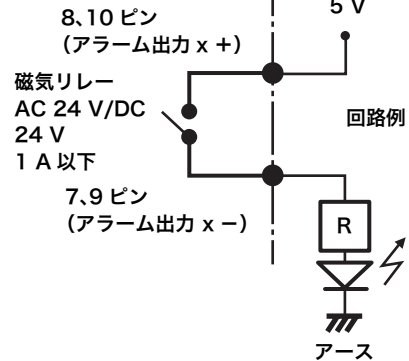 5 V
8､10 ピン
（アラーム出力 x ＋）
磁気リレー
AC 24 V/DC
24 V
1 A 以下
回路例
7､9 ピン
（アラーム出力 x −）
R
アース